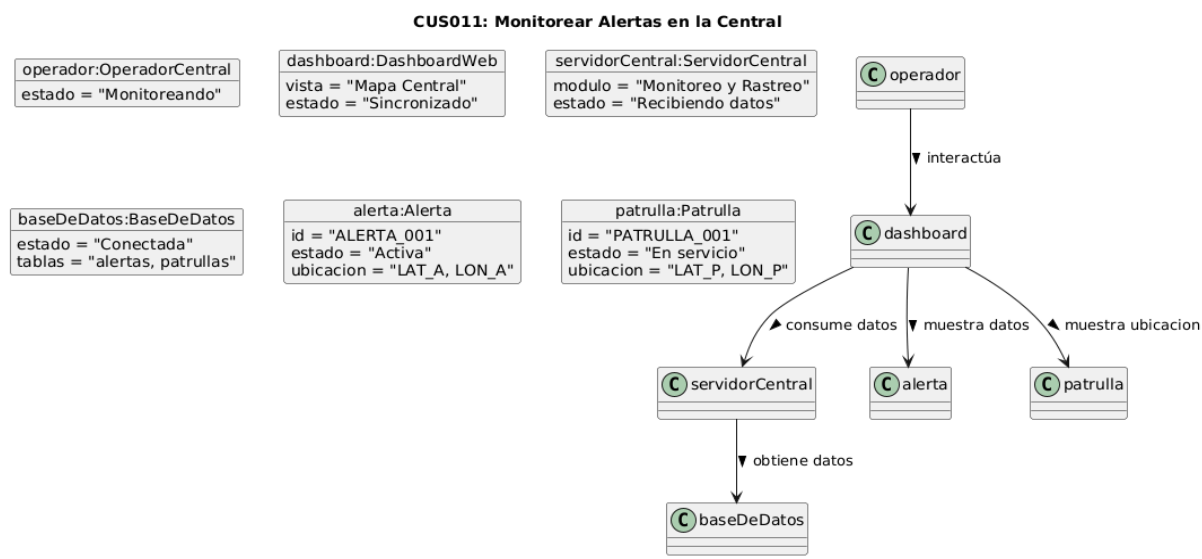 CUS011: Monitorear Alertas en la Central
operador:OperadorCentral
estado = "Monitoreando"
dashboard:DashboardWeb
vista = "Mapa Central"
estado = "Sincronizado"
servidorCentral:ServidorCentral
modulo = "Monitoreo y Rastreo"
estado = "Recibiendo datos"
C operador
interactúa
baseDeDatos:BaseDeDatos
estado = "Conectada"
tablas = "alertas, patrullas"
alerta:Alerta
id = "ALERTA_001"
estado = "Activa"
ubicacion = "LAT_A, LON_A"
patrulla:Patrulla
id = "PATRULLA_001"
estado = "En servicio"
ubicacion = "LAT_P, LON_P"
C dashboard
consume datos
muestra datos
muestra ubicacion
C servidorCentral
C alerta
C patrulla
obtiene datos
C baseDeDatos